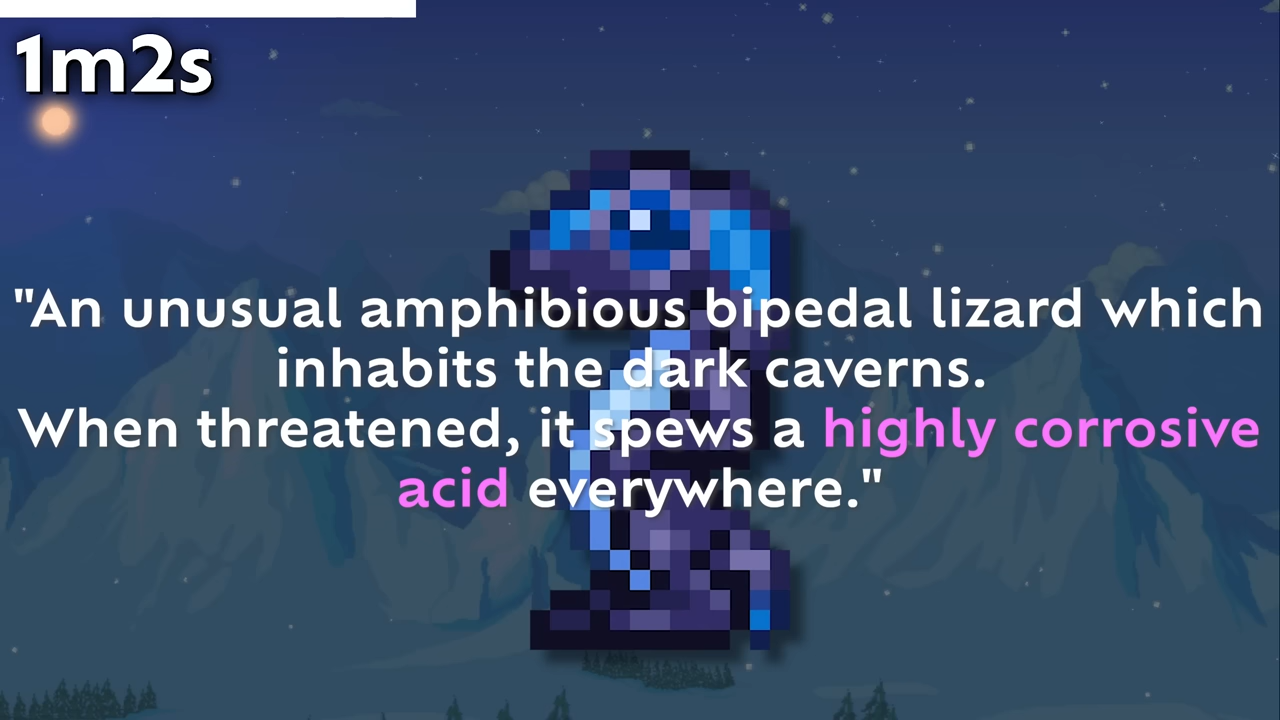 1m2s
"An unusual amphibious bipedal lizard which
inhabits the dark caverns.
When threatened, it spews a highly corrosive
acid everywhere."